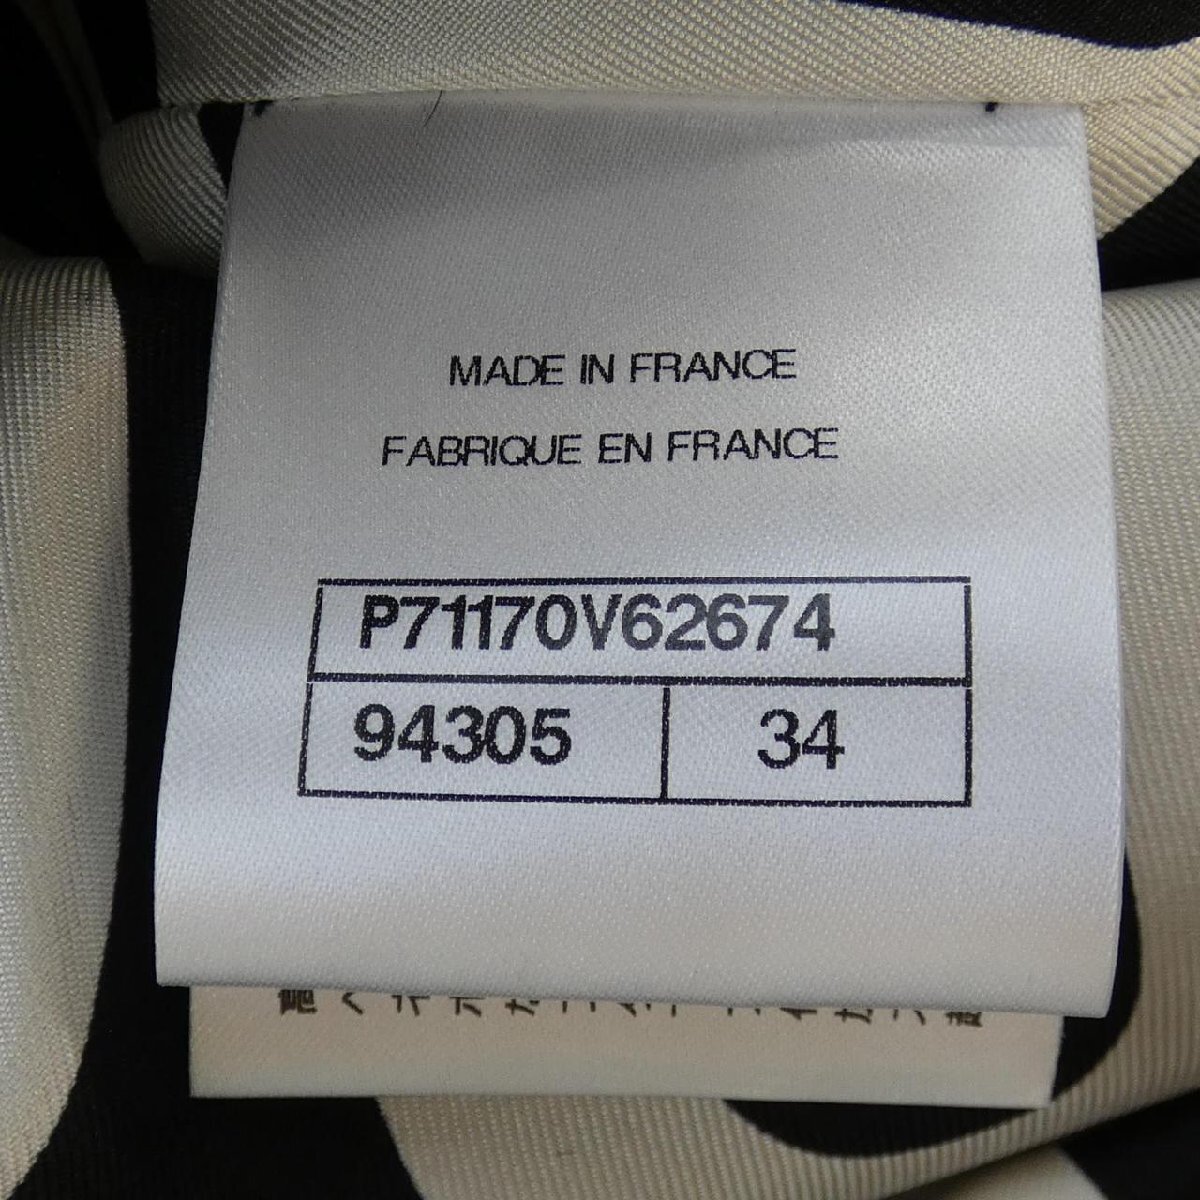 MADE IN FRANCE
FABRIQUE EN FRANCE
P71170V62674
94305 34